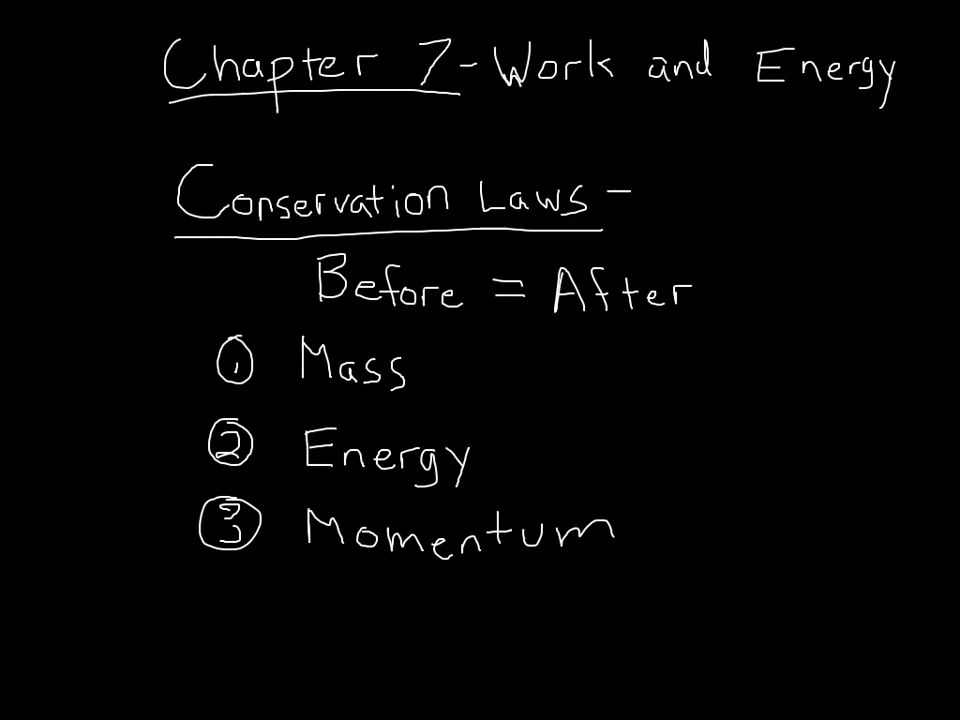 Chapter 7 - Work and Energy
Conservation Laws -
Before = After
① Mass
② Energy
③ Momentum